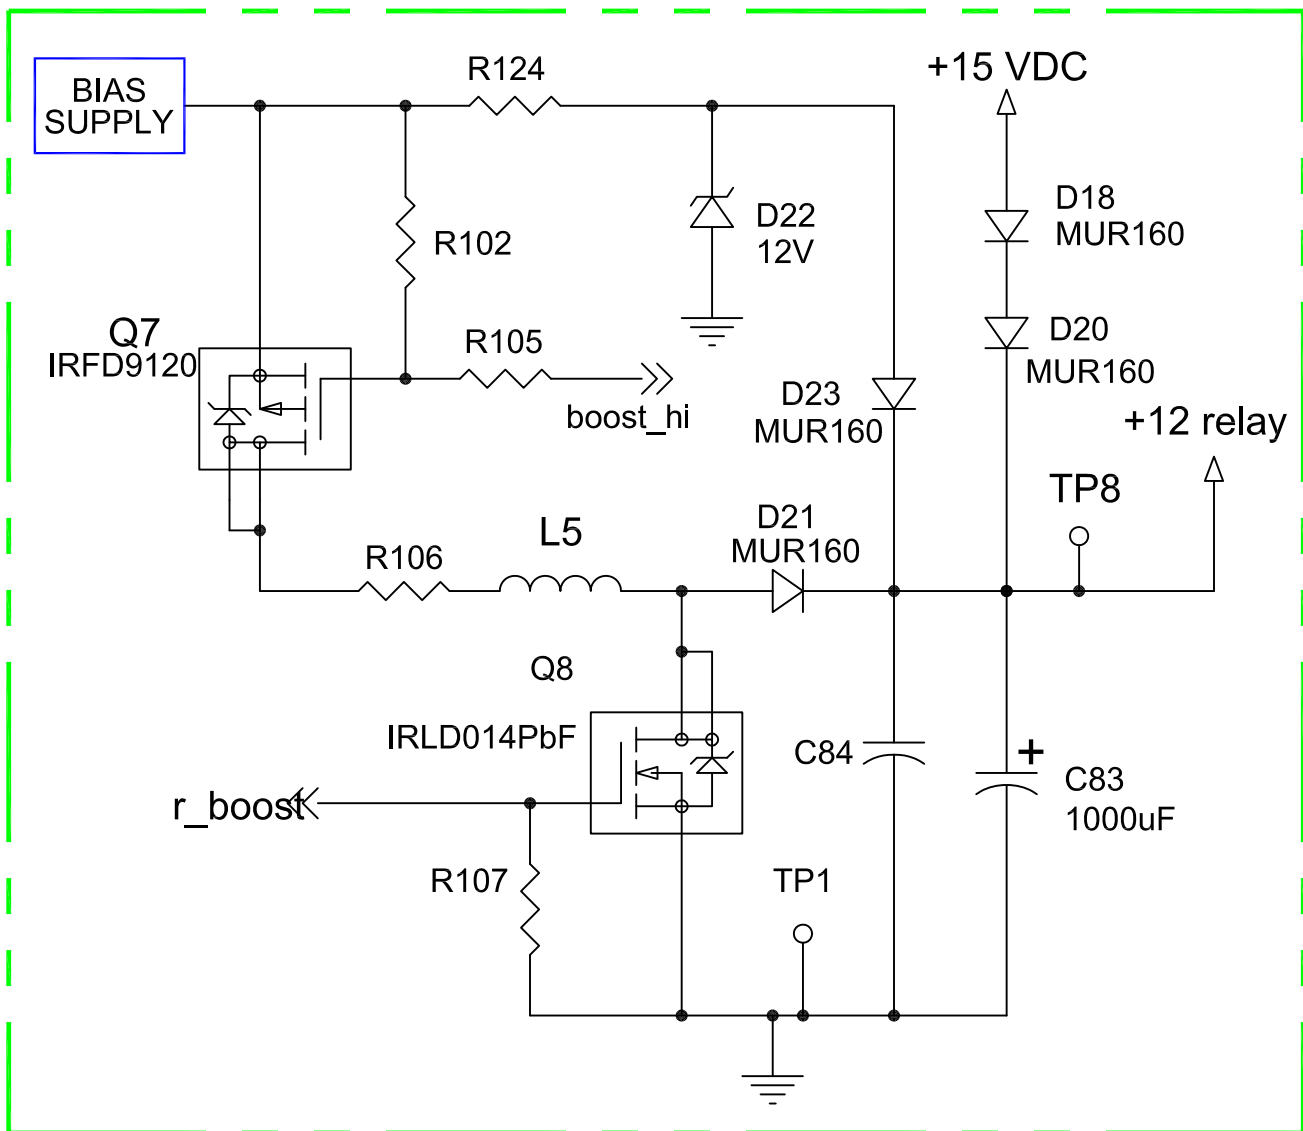 BIAS
SUPPLY
R124
+15 VDC
D22
12V
D18
MUR160
R102
Q7
IRFD9120
R105
boost_hi
D20
MUR160
D23
MUR160
+12 relay
TP8
D21
MUR160
L5
R106
Q8
IRLD014PbF
C84
+
C83
1000uF
r_boost
R107
TP1